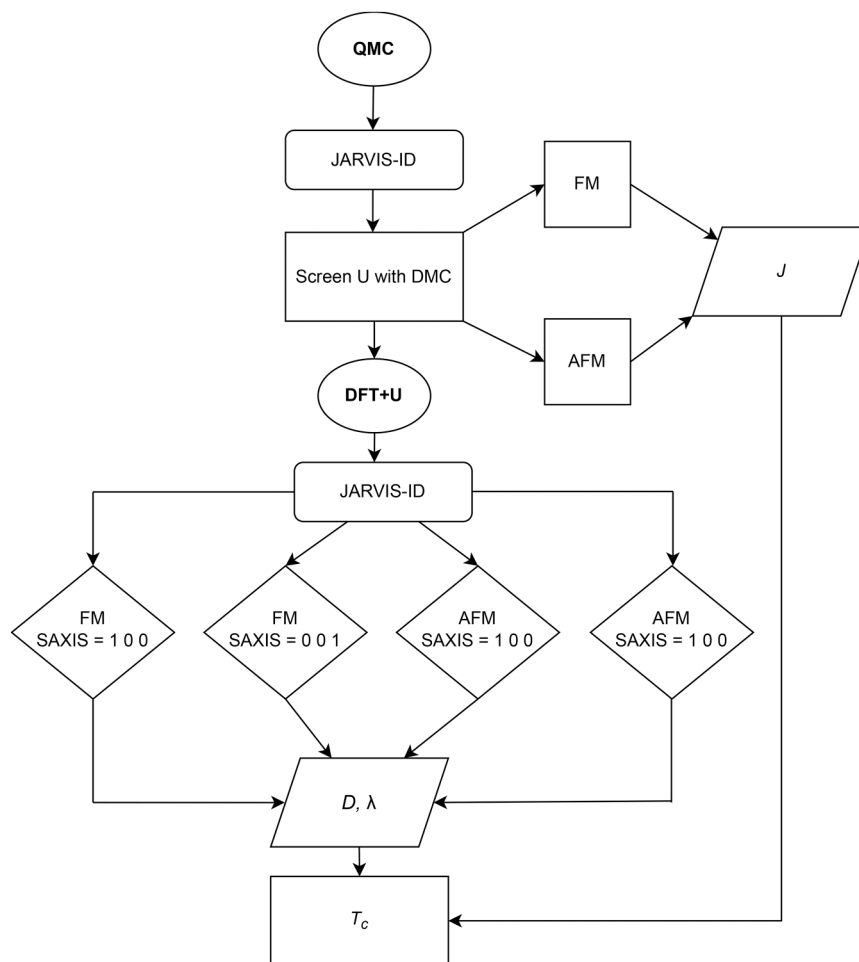 QMC
JARVIS-ID
FM
Screen U with DMC
J
AFM
DFT+U
JARVIS-ID
FM
SAXIS = 1 0 0
FM
SAXIS = 0 0 1
AFM
SAXIS = 1 0 0
AFM
SAXIS = 1 0 0
D, λ
Tc